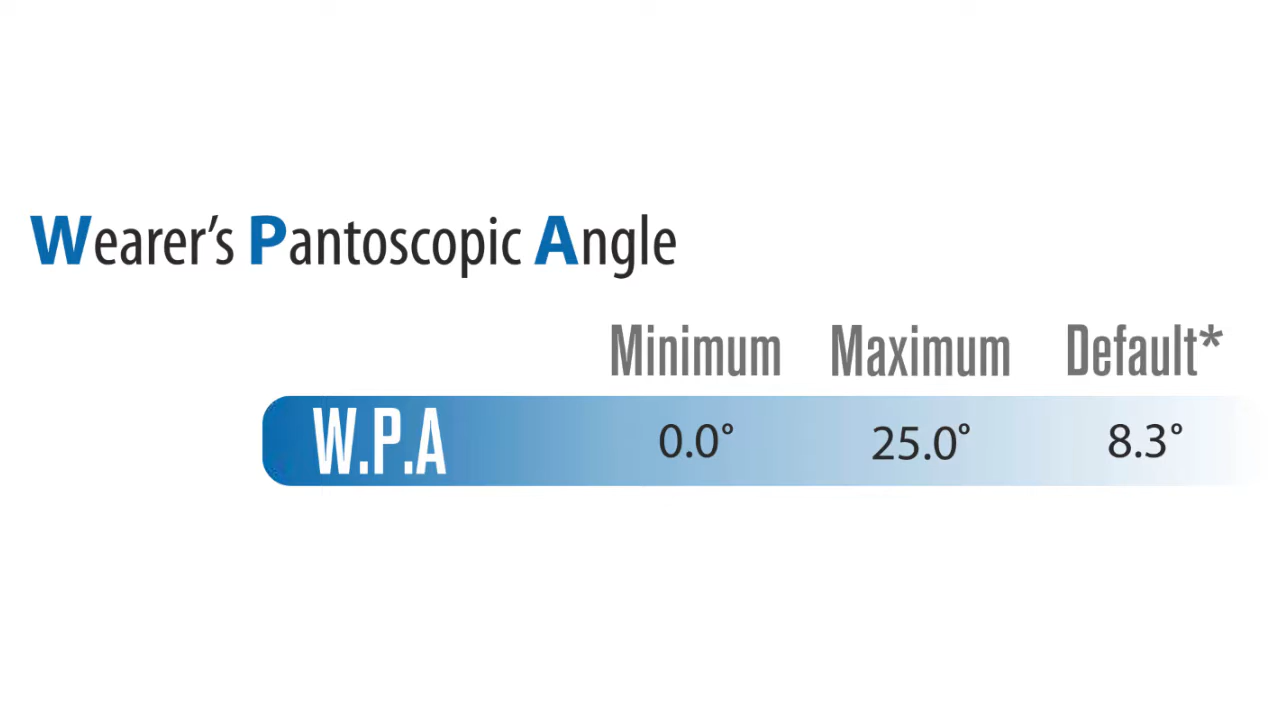 Wearer’s Pantoscopic Angle
Minimum Maximum Default*
W.P.A 0.0° 25.0° 8.3°